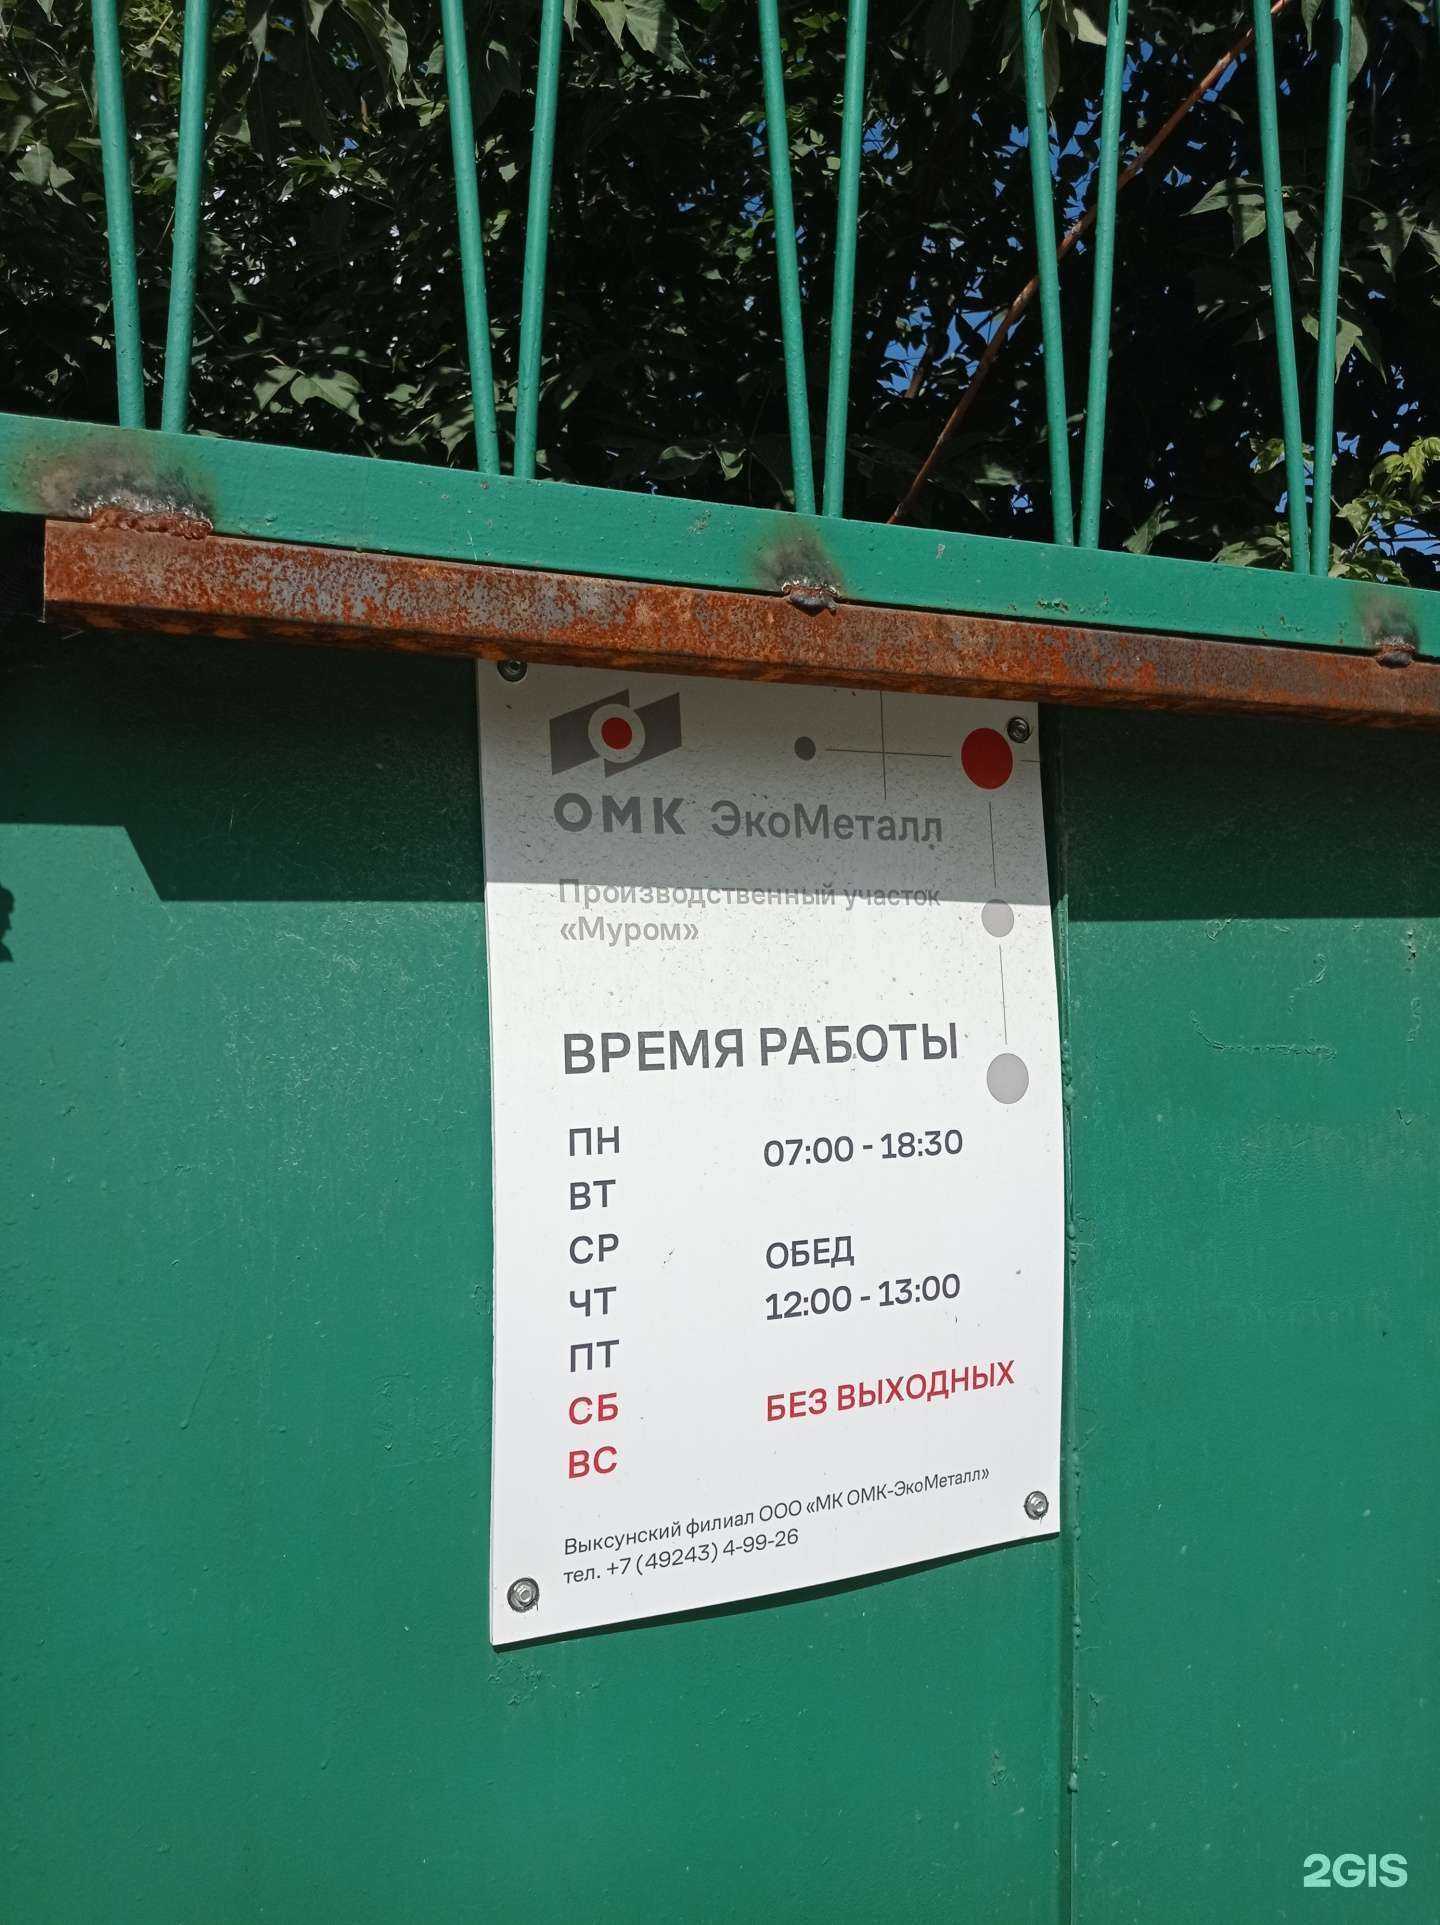 ОМК ЭкоМеталл
Производственный участок
«Муром»
ВРЕМЯ РАБОТЫ
ПН 07:00 - 18:30
ВТ
СР ОБЕД
ЧТ 12:00 - 13:00
ПТ
СБ БЕЗ ВЫХОДНЫХ
ВС
Выксунский филиал ООО «МК ОМК-ЭкоМеталл»
тел. +7 (49243) 4-99-26
2GIS